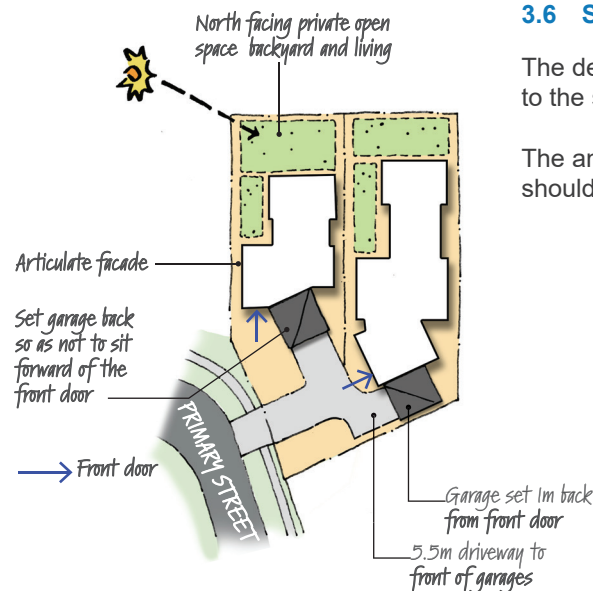 North facing private open
space backyard and living
3.6 S
The de
to the s
The ar
should
Articulate facade
Set garage back
so as not to sit
forward of the
front door
PRIMARY STREET
Front door
Garage set 1m back
from front door
5.5m driveway to
front of garages